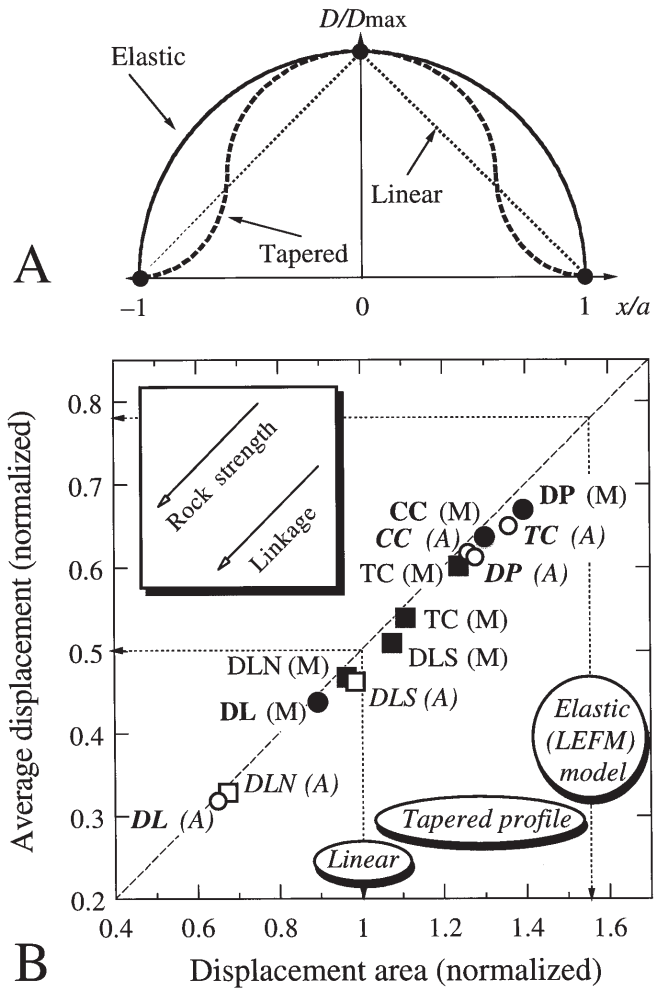 D/Dmax
Elastic
Linear
Tapered
A
–1
0
1
x/a
Average displacement (normalized)
0.8
0.7
0.6
0.5
0.4
0.3
0.2
Rock strength
Linkage
DP (M)
CC (M)
CC (A)
TC (A)
TC (M)
DP (A)
TC (M)
DLS (M)
DLN (M)
DLS (A)
DL (M)
DLN (A)
DL (A)
Elastic
(LEFM)
model
Tapered profile
Linear
0.4
0.6
0.8
1
1.2
1.4
1.6
B
Displacement area (normalized)